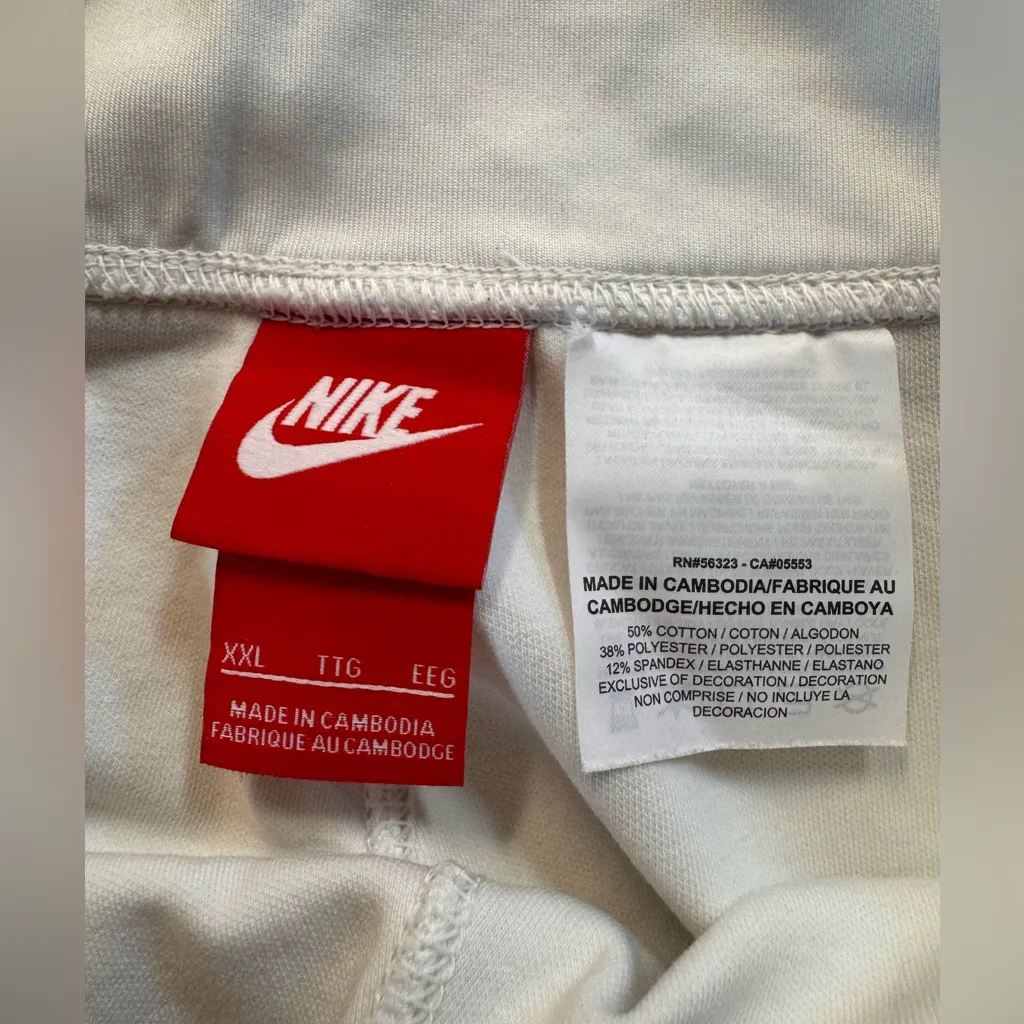 NIKE
XXL TTG EEG
MADE IN CAMBODIA
FABRIQUE AU CAMBODGE
RN#56323 - CA#05553
MADE IN CAMBODIA/FABRIQUE AU
CAMBODGE/HECHO EN CAMBOYA
50% COTTON / COTON / ALGODON
38% POLYESTER / POLYESTER / POLIESTER
12% SPANDEX / ELASTHANNE / ELASTANO
EXCLUSIVE OF DECORATION / DECORATION
NON COMPRISE / NO INCLUYE LA
DECORACION